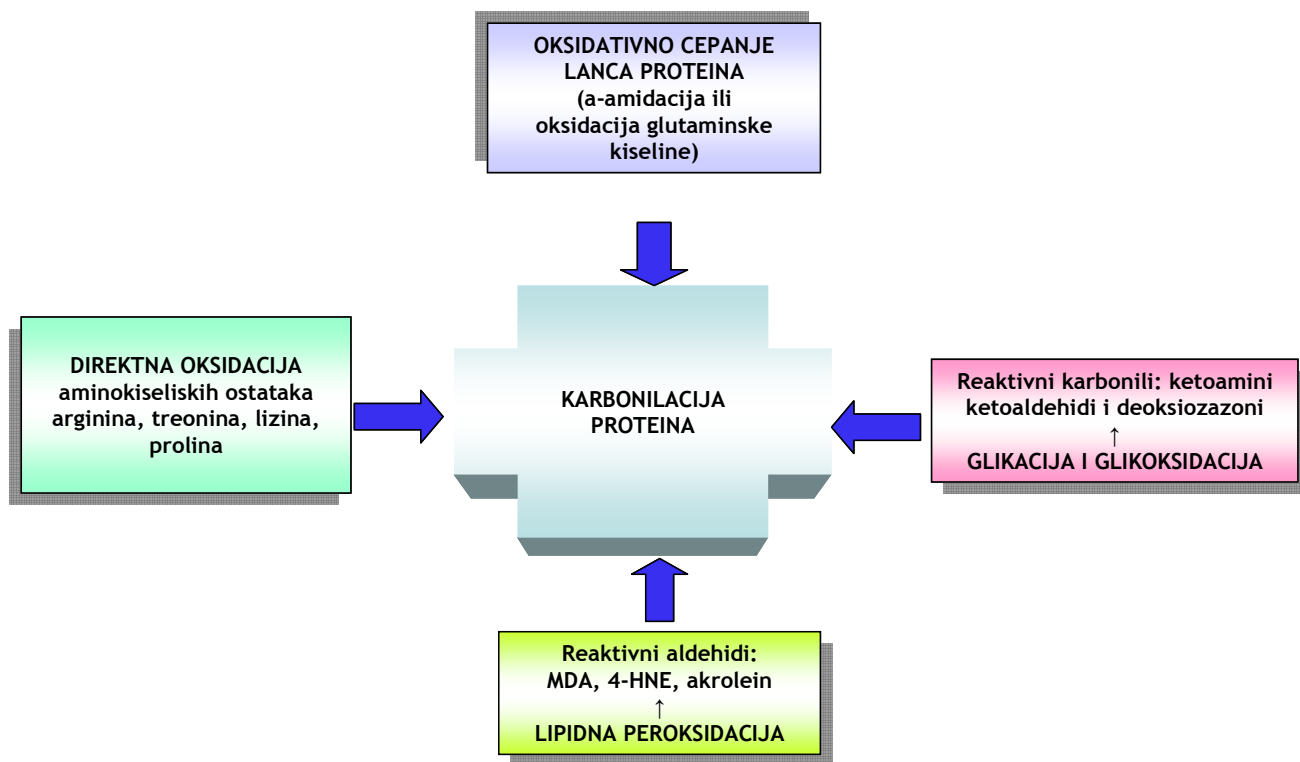 OKSIDATIVNO CEPANJE
LANCA PROTEINA
(a-amidacija ili
oksidacija glutaminske
kiseline)
DIREKTNA OKSIDACIJA
aminokiseliskih ostataka
arginina, treonina, lizina,
prolina
KARBONILACIJA
PROTEINA
Reaktivni karbonili: ketoamini
ketoaldehidi i deoksiozazoni
↑
GLIKACIJA I GLIKOKSIDACIJA
Reaktivni aldehidi:
MDA, 4-HNE, akrolein
↑
LIPIDNA PEROKSIDACIJA